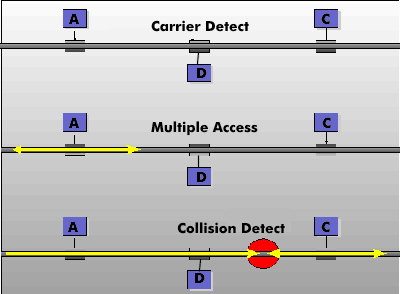 A
Carrier Detect
C
D
A
Multiple Access
C
D
A
Collision Detect
C
D